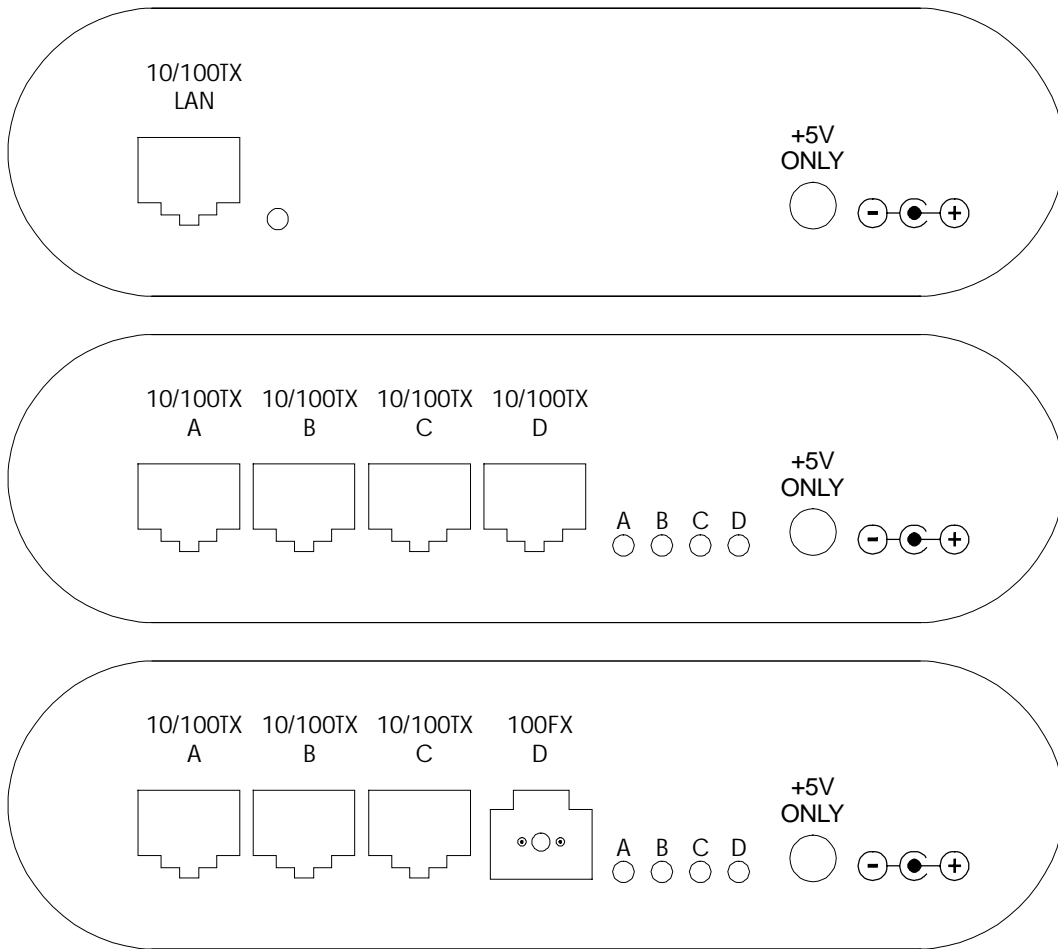 10/100TX
LAN
+5V
ONLY
- +
10/100TX 10/100TX 10/100TX 10/100TX
A B C D
+5V
ONLY
A B C D
- +
10/100TX 10/100TX 10/100TX 100FX
A B C D
+5V
ONLY
A B C D
- +